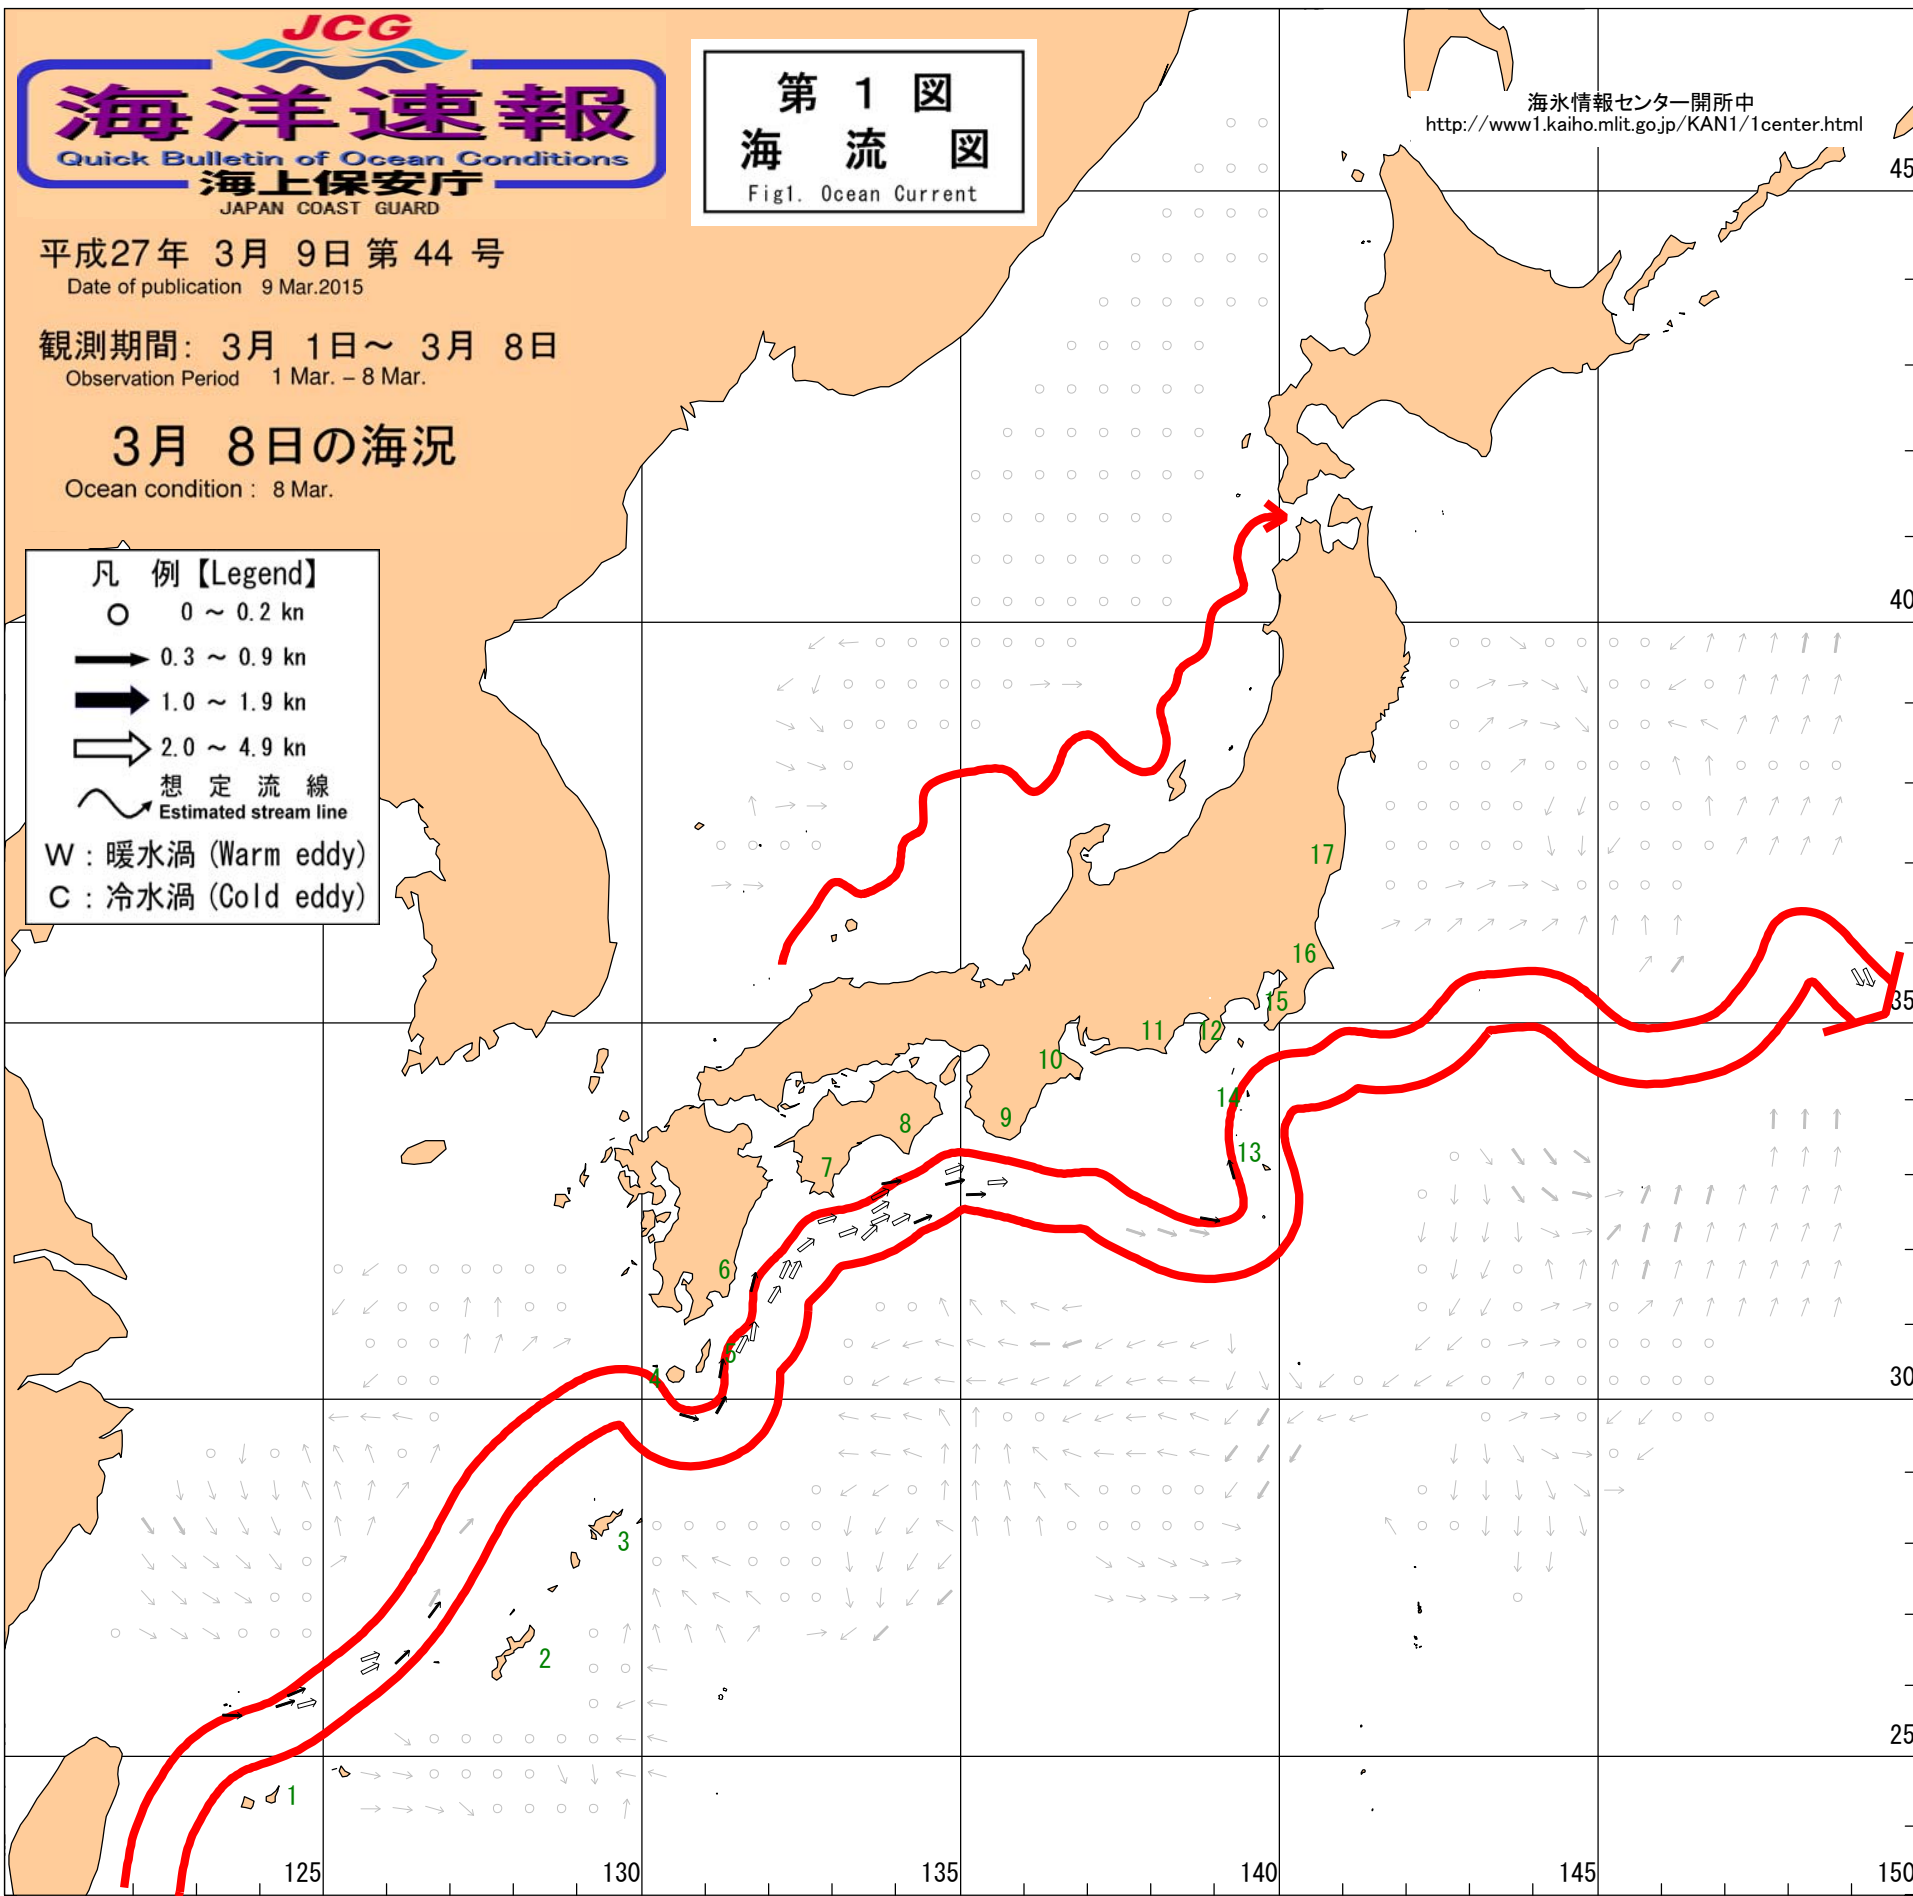 JCG
海洋速報
Quick Bulletin of Ocean Conditions
海上保安庁
JAPAN COAST GUARD
平成27年 3月 9日 第 44 号
Date of publication 9 Mar.2015
観測期間: 3月 1日～ 3月 8日
Observation Period 1 Mar. – 8 Mar.
3月 8日の海況
Ocean condition : 8 Mar.
第 1 図
海 流 図
Fig1. Ocean Current
海氷情報センター開所中
http://www1.kaiho.mlit.go.jp/KAN1/1center.html
凡 例【Legend】
0 ～ 0.2 kn
0.3 ～ 0.9 kn
1.0 ～ 1.9 kn
2.0 ～ 4.9 kn
想 定 流 線
Estimated stream line
W : 暖水渦 (Warm eddy)
C : 冷水渦 (Cold eddy)
45
40
17
16
15
35
11
12
10
14
9
8
13
7
6
5
4
30
3
2
25
1
125
130
135
140
145
150